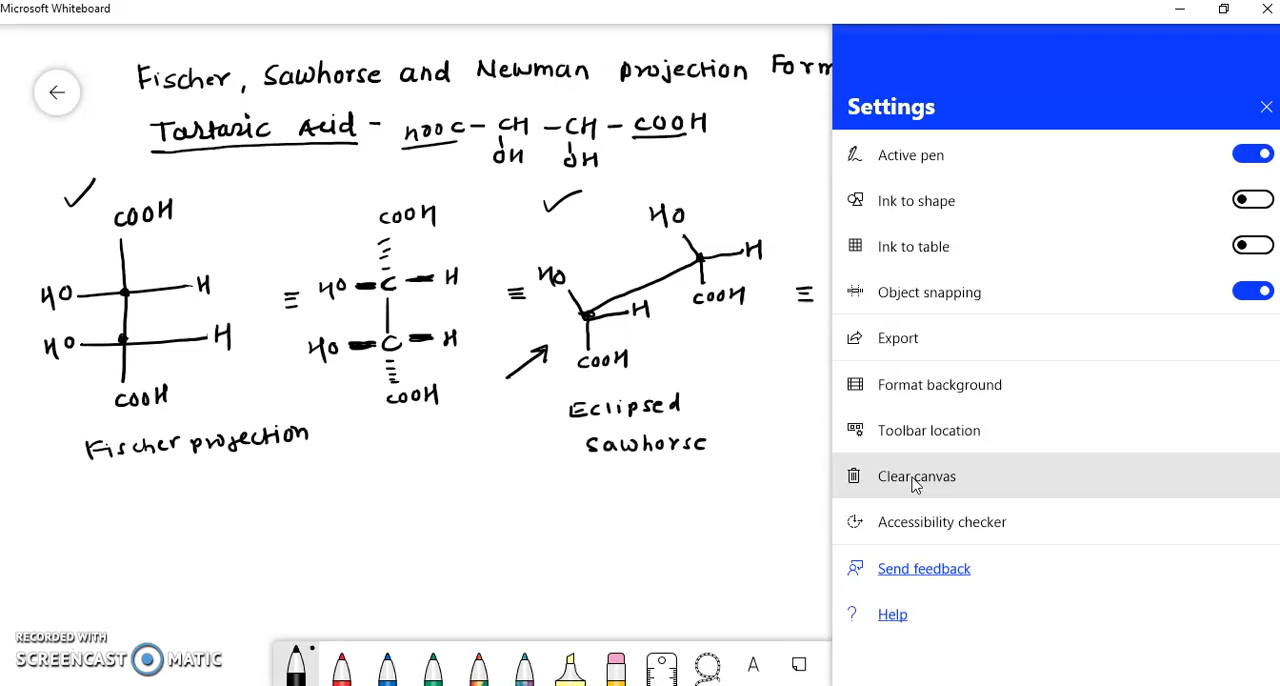 Microsoft Whiteboard
Fischer, Sawhorse and Newman projection Form
Tartaric Acid - HOOC - CH - CH - COOH
OH OH
COOH
HO H
HO H
COOH
Fischer projection
≡
COOH
HO C H
HO C H
COOH
≡
HO H
COOH
HO H
COOH
Eclipsed
Sawhorse
≡
Settings
Active pen
Ink to shape
Ink to table
Object snapping
Export
Format background
Toolbar location
Clear canvas
Accessibility checker
Send feedback
? Help
RECORDED WITH
SCREENCAST MATIC
A